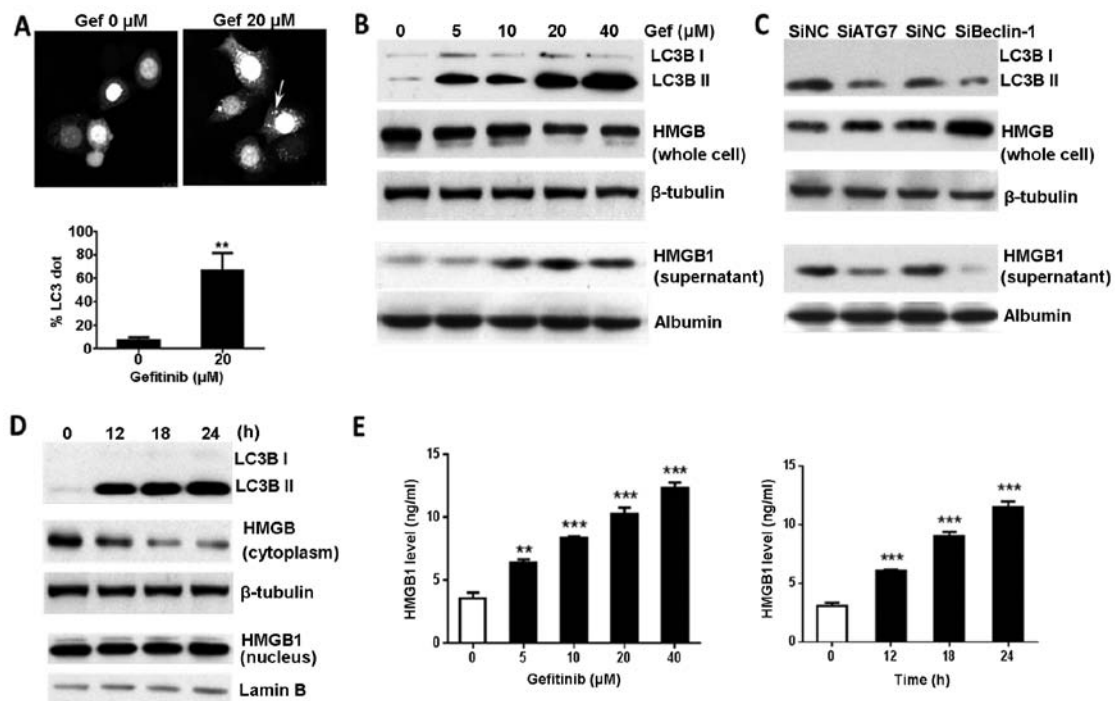 A
Gef 0 μM
Gef 20 μM
**
100
80
60
40
20
0
% LC3 dot
0
20
Gefitinib (μM)
B
0 5 10 20 40 Gef (μM)
LC3B I
LC3B II
HMGB
(whole cell)
β-tubulin
HMGB1
(supernatant)
Albumin
C
SiNC SiATG7 SiNC SiBeclin-1
LC3B I
LC3B II
HMGB
(whole cell)
β-tubulin
HMGB1
(supernatant)
Albumin
D
0 12 18 24 (h)
LC3B I
LC3B II
HMGB
(cytoplasm)
β-tubulin
HMGB1
(nucleus)
Lamin B
E
HMGB1 level (ng/ml)
15
10
5
0
** *** *** ***
0 5 10 20 40
Gefitinib (μM)
HMGB1 level (ng/ml)
15
10
5
0
*** *** ***
0 12 18 24
Time (h)